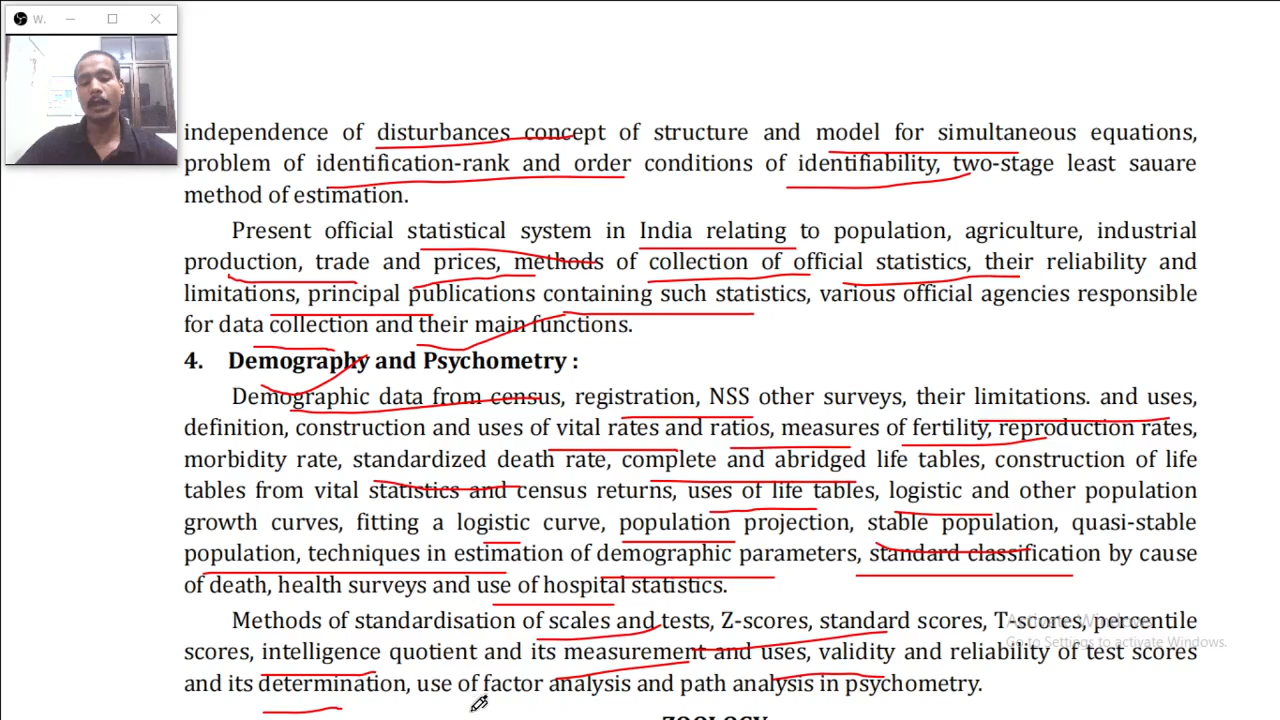 W.
independence of disturbances concept of structure and model for simultaneous equations,
problem of identification-rank and order conditions of identifiability, two-stage least sauare
method of estimation.
Present official statistical system in India relating to population, agriculture, industrial
production, trade and prices, methods of collection of official statistics, their reliability and
limitations, principal publications containing such statistics, various official agencies responsible
for data collection and their main functions.
4. Demography and Psychometry :
Demographic data from census, registration, NSS other surveys, their limitations. and uses,
definition, construction and uses of vital rates and ratios, measures of fertility, reproduction rates,
morbidity rate, standardized death rate, complete and abridged life tables, construction of life
tables from vital statistics and census returns, uses of life tables, logistic and other population
growth curves, fitting a logistic curve, population projection, stable population, quasi-stable
population, techniques in estimation of demographic parameters, standard classification by cause
of death, health surveys and use of hospital statistics.
Methods of standardisation of scales and tests, Z-scores, standard scores, T-scores, percentile
scores, intelligence quotient and its measurement and uses, validity and reliability of test scores
and its determination, use of factor analysis and path analysis in psychometry.
Activate Windows
Go to Settings to activate Windows.
ZOOLOGY